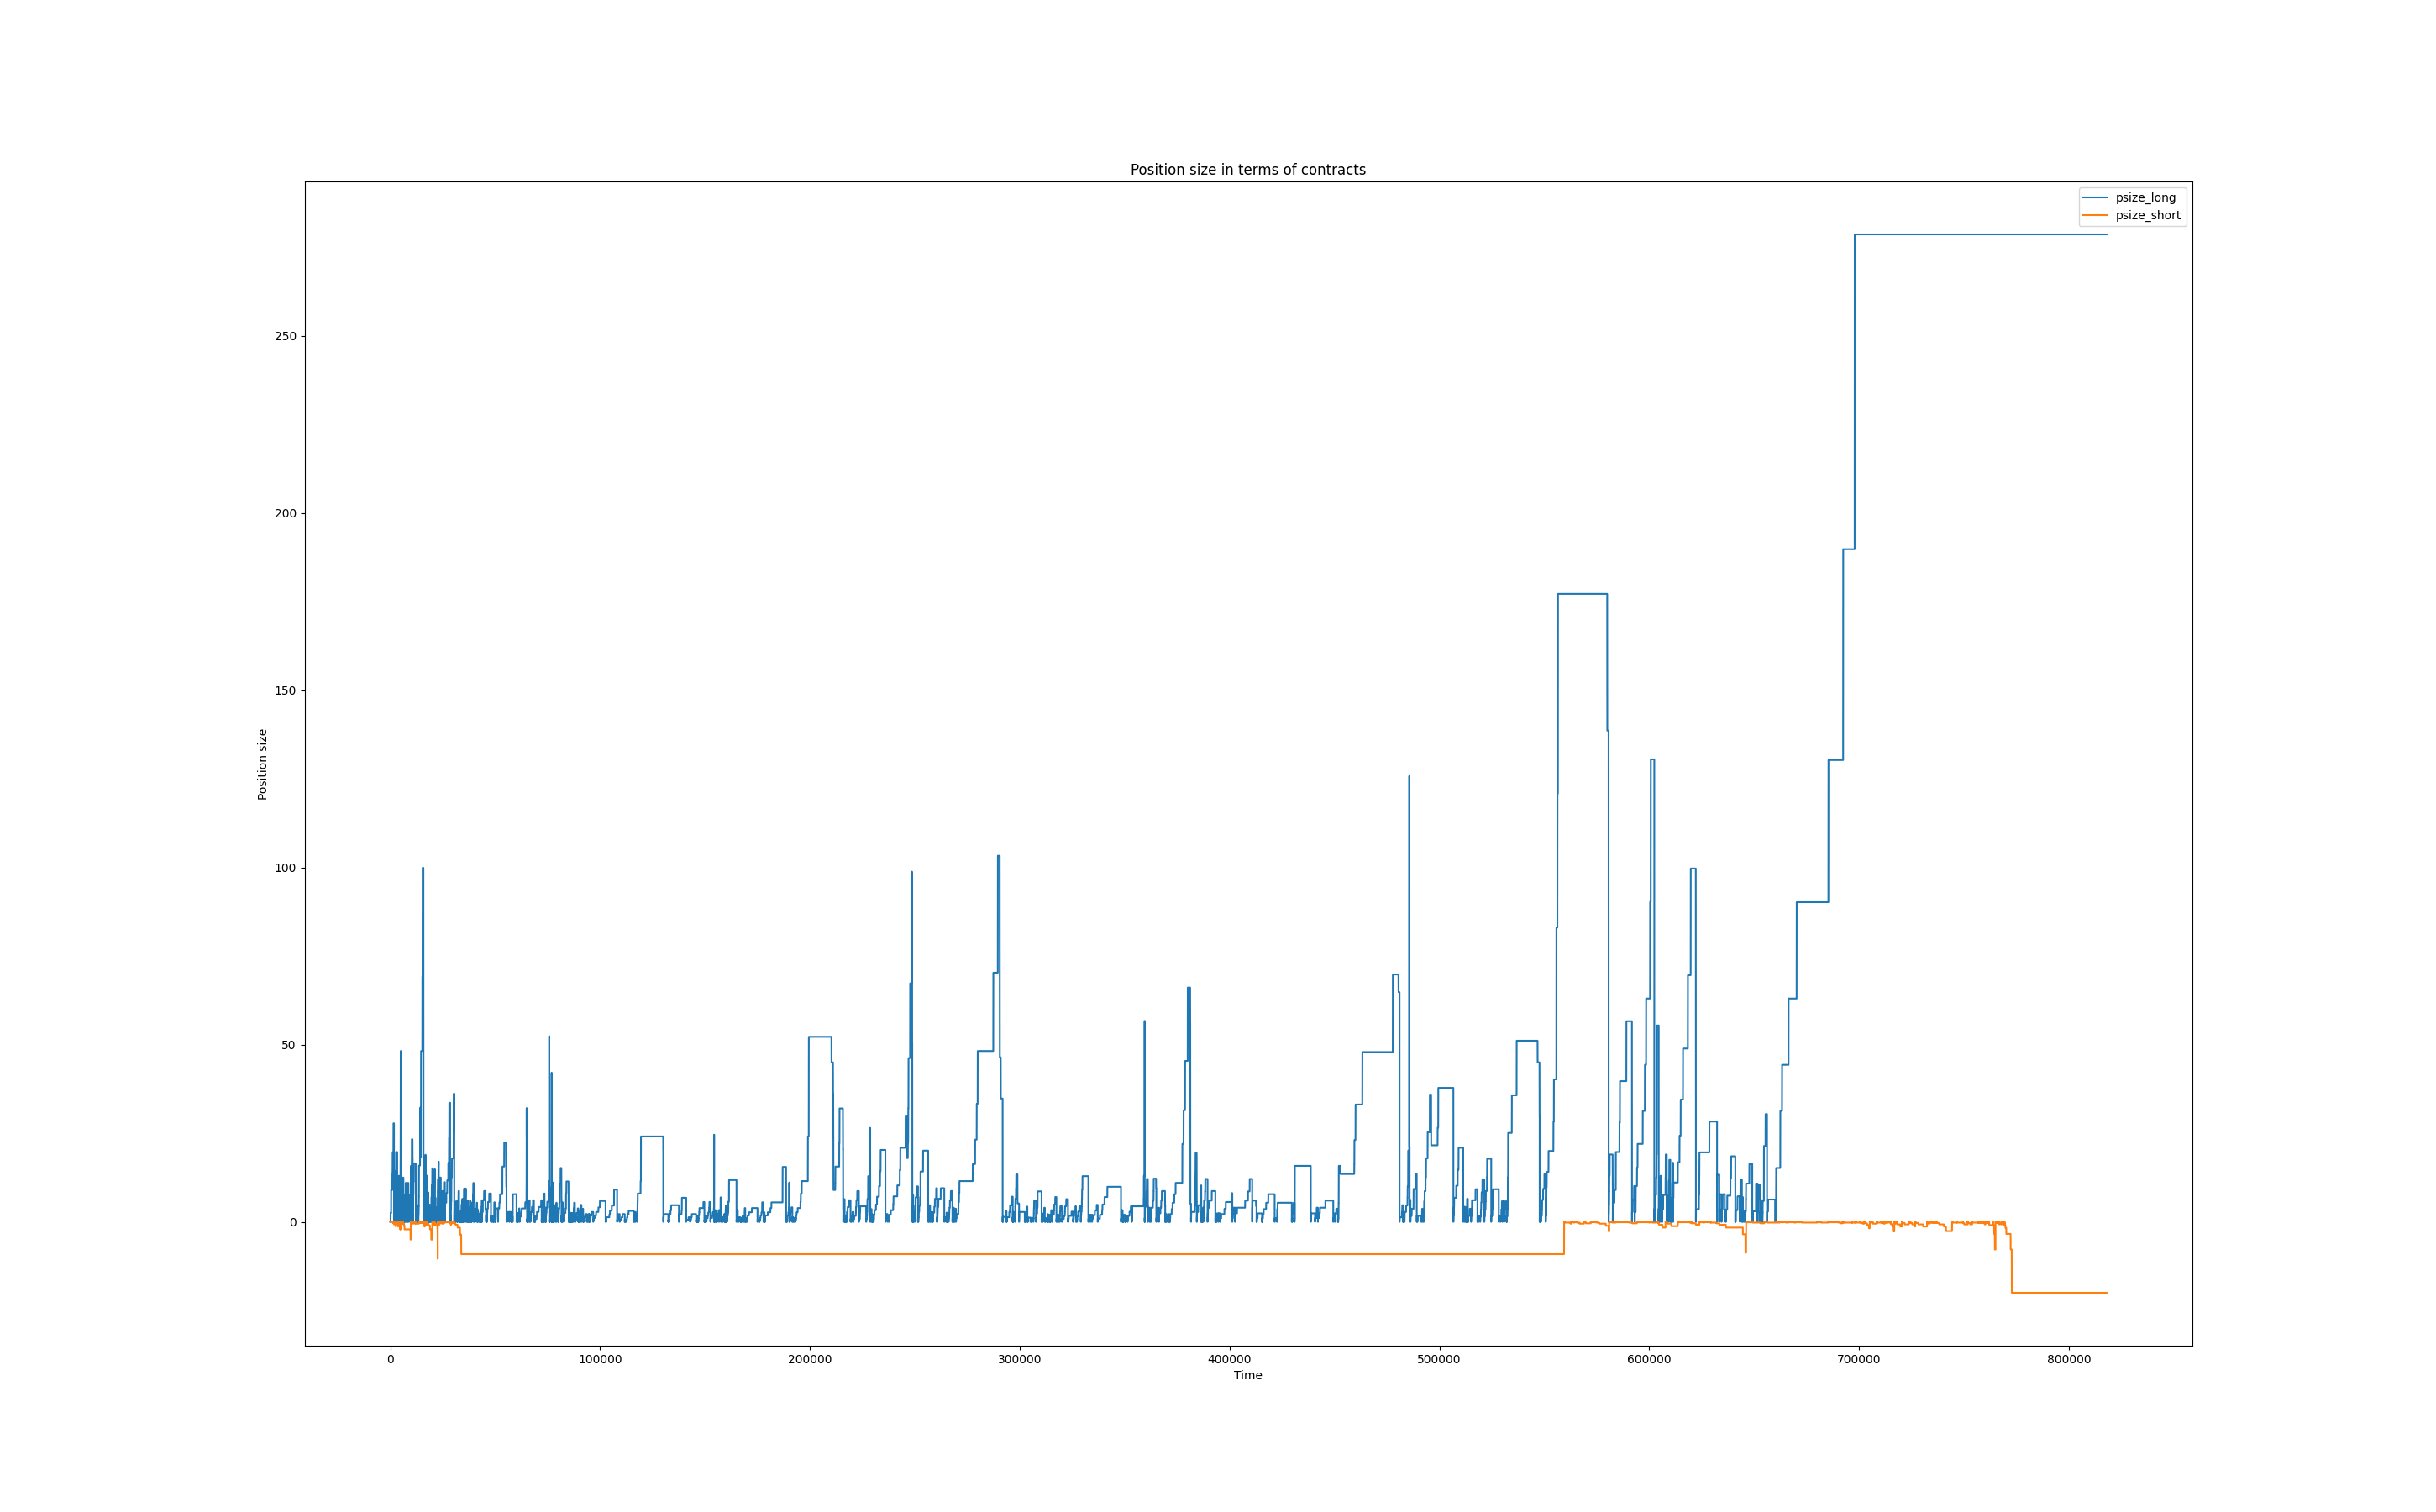 Position size in terms of contracts
psize_long
psize_short
250
200
150
100
50
0
Position size
0 100000 200000 300000 400000 500000 600000 700000 800000
Time